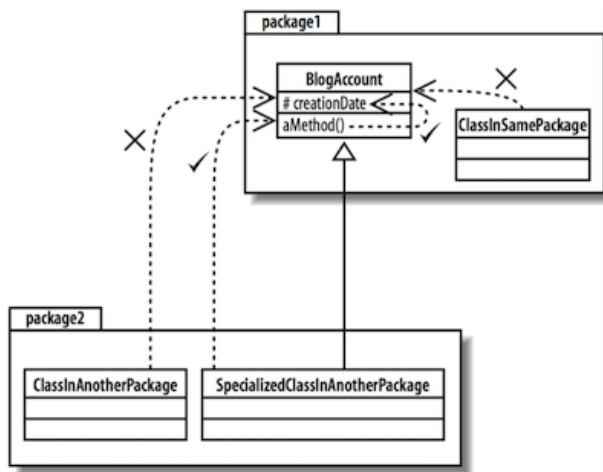 package1
BlogAccount
# creationDate
aMethod()
ClassInSamePackage
package2
ClassInAnotherPackage
SpecializedClassInAnotherPackage